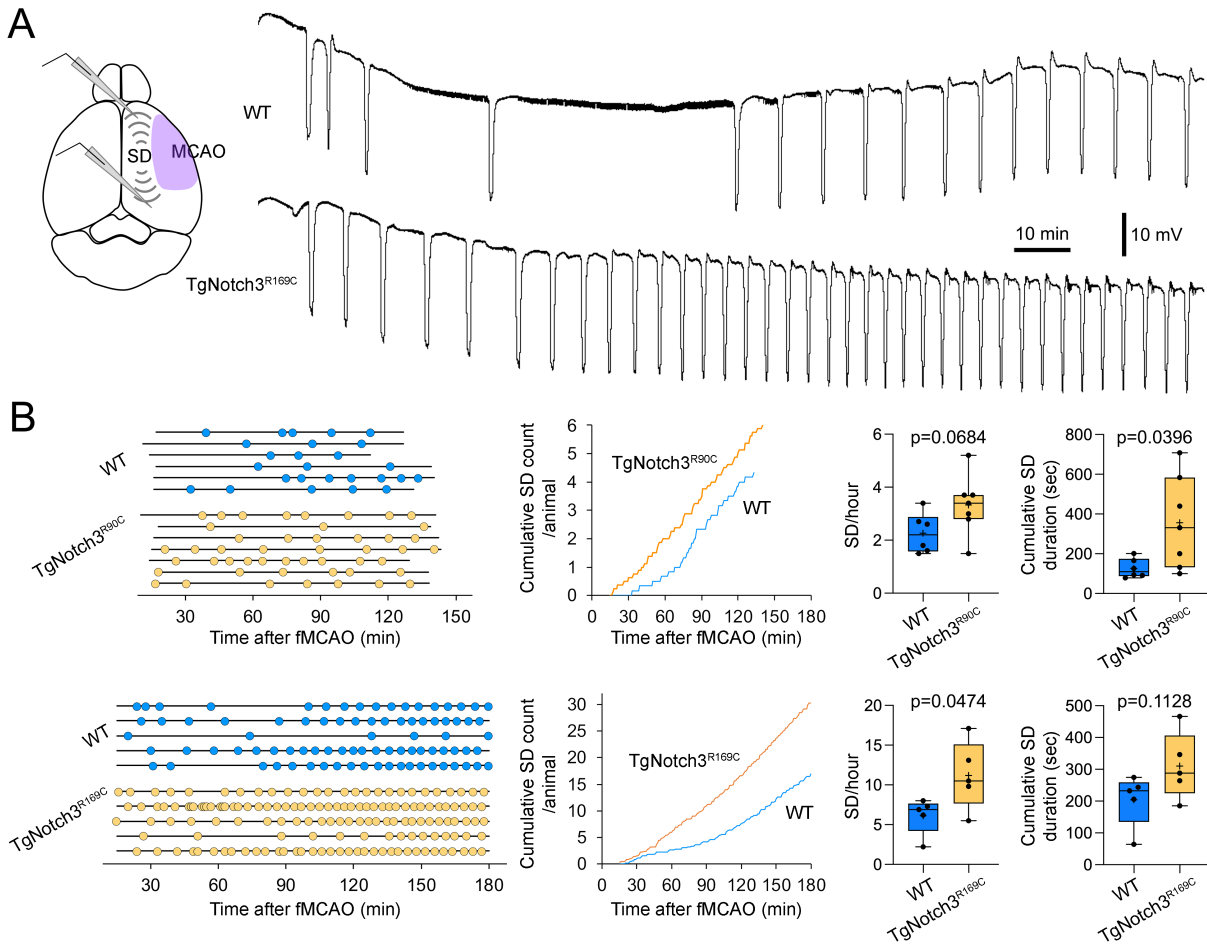 A
WT
SD
MCAO
TgNotch3R169C
10 min
10 mV
B
WT
TgNotch3R90C
30 60 90 120 150
Time after fMCAO (min)
Cumulative SD count
/animal
6
5
4
3
2
1
0
TgNotch3R90C
WT
0 30 60 90 120 150 180
Time after fMCAO (min)
SD/hour
6
4
2
0
p=0.0684
WT
TgNotch3R90C
Cumulative SD
duration (sec)
800
600
400
200
0
p=0.0396
WT
TgNotch3R90C
WT
TgNotch3R169C
30 60 90 120 150 180
Time after fMCAO (min)
Cumulative SD count
/animal
30
25
20
15
10
5
0
TgNotch3R169C
WT
0 30 60 90 120 150 180
Time after fMCAO (min)
SD/hour
20
15
10
5
0
p=0.0474
WT
TgNotch3R169C
Cumulative SD
duration (sec)
500
400
300
200
100
0
p=0.1128
WT
TgNotch3R169C